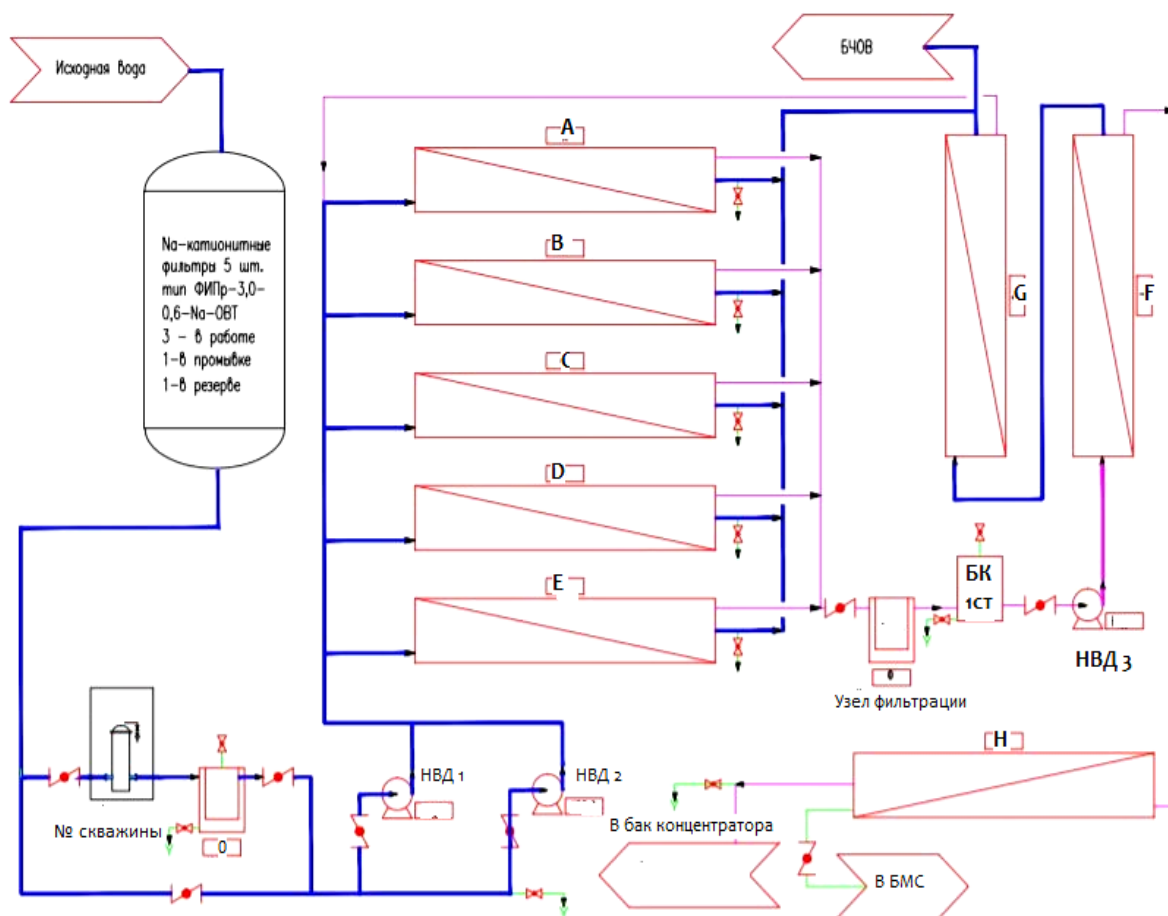 Исходная вода
БЧОВ
A
B
C
D
E
.G
-F
Na-катионитные
фильтры 5 шт.
тип ФИПр-3,0-
0,6-Na-ОВТ
3 - в работе
1-в промывке
1-в резерве
БК
1СТ
НВД 3
0
Узел фильтрации
H
НВД 1
НВД 2
№ скважины
0
В бак концентратора
В БМС